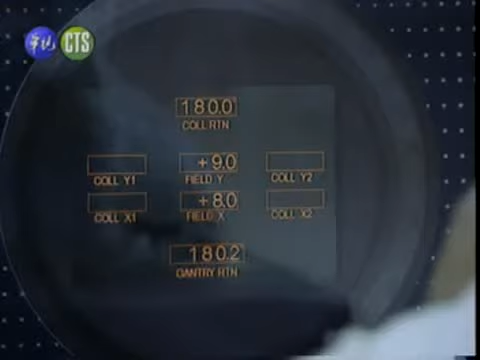 華視 CTS
180.0°
COLL RTN
+9.0
COLL Y1 FIELD Y COLL Y2
+8.0
COLL X1 FIELD X COLL X2
180.2
GANTRY RTN